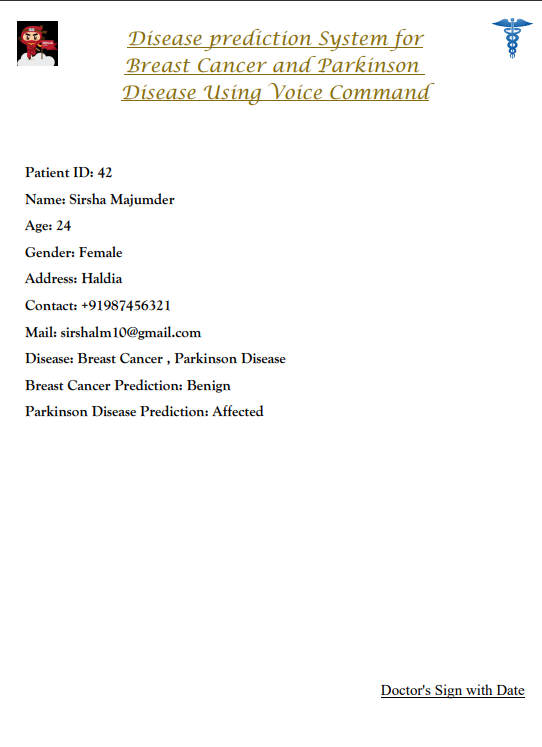 Disease prediction System for
Breast Cancer and Parkinson
Disease Using Voice Command
Patient ID: 42
Name: Sirsha Majumder
Age: 24
Gender: Female
Address: Haldia
Contact: +91987456321
Mail: sirshalm10@gmail.com
Disease: Breast Cancer , Parkinson Disease
Breast Cancer Prediction: Benign
Parkinson Disease Prediction: Affected
Doctor's Sign with Date